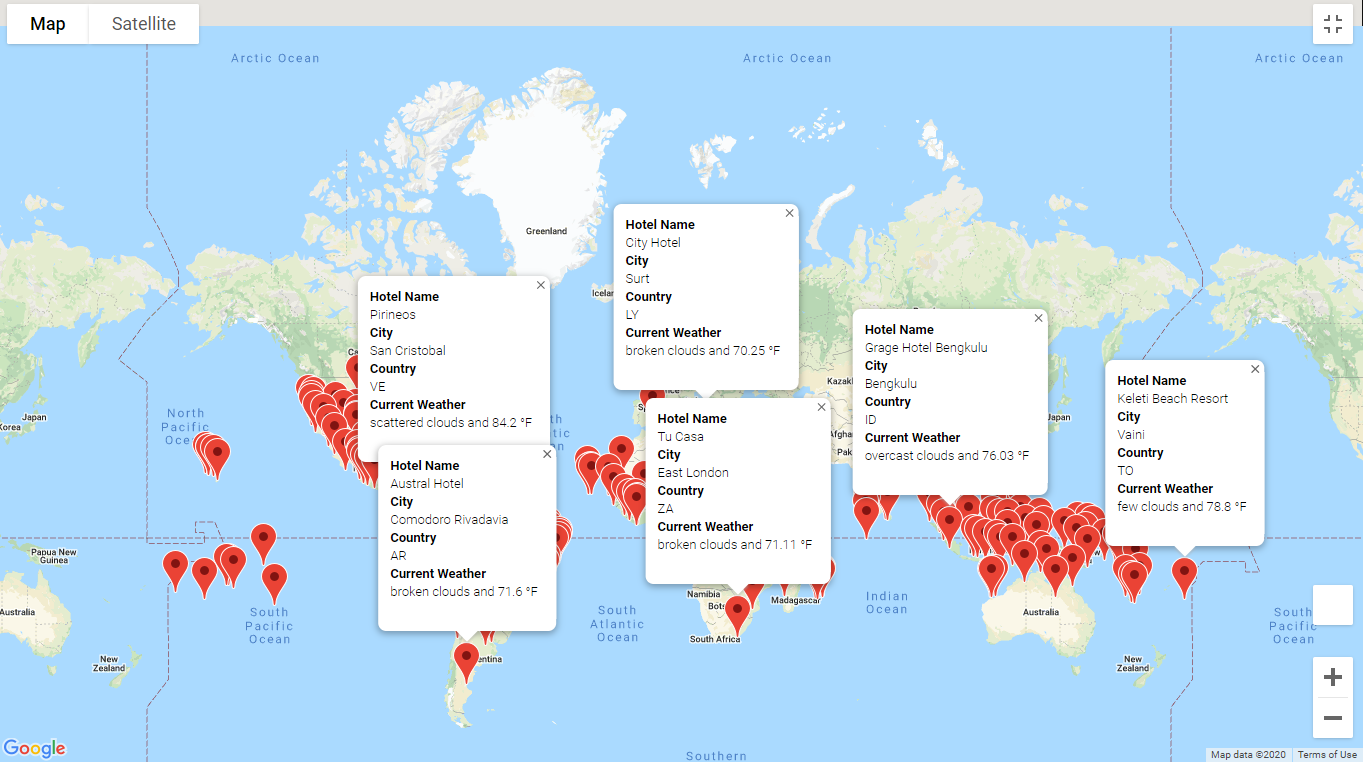 Map
Satellite
Arctic Ocean
Arctic Ocean
Arctic Ocean
Greenland
Hotel Name
City Hotel
City
Surt
Country
LY
Current Weather
broken clouds and 70.25 °F
Hotel Name
Pirineos
City
San Cristobal
Country
VE
Current Weather
scattered clouds and 84.2 °F
Hotel Name
Grage Hotel Bengkulu
City
Bengkulu
Country
ID
Current Weather
overcast clouds and 76.03 °F
Hotel Name
Keleti Beach Resort
City
Vaini
Country
TO
Current Weather
few clouds and 78.8 °F
Hotel Name
Tu Casa
City
East London
Country
ZA
Current Weather
broken clouds and 71.11 °F
Hotel Name
Austral Hotel
City
Comodoro Rivadavia
Country
AR
Current Weather
broken clouds and 71.6 °F
Japan
North
Pacific
Papua New
Guinea
Australia
South
Pacific
Ocean
New
Zealand
South
Atlantic
Ocean
Namibia
Madagascar
South Africa
Indian
Ocean
Australia
New
Zealand
South
Pacific
Ocean
Southern
Google
Map data ©2020
Terms of Use